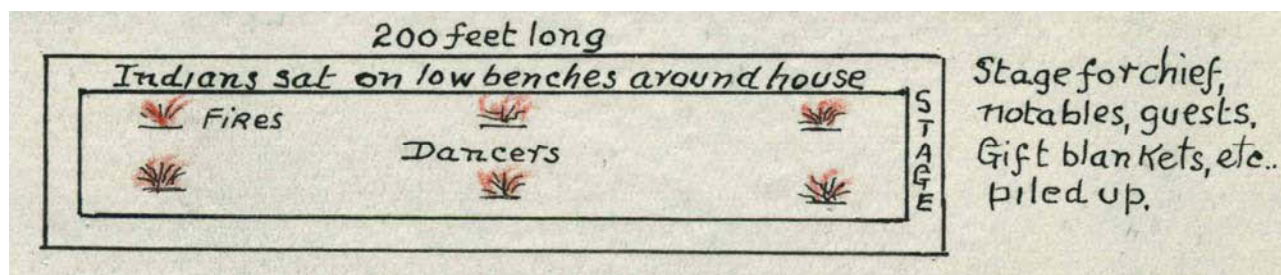 200 feet long
Indians sat on low benches around house
FiRes
Dancers
STAGE
Stage for chief,
notables, guests.
Gift blankets, etc..
piled up.